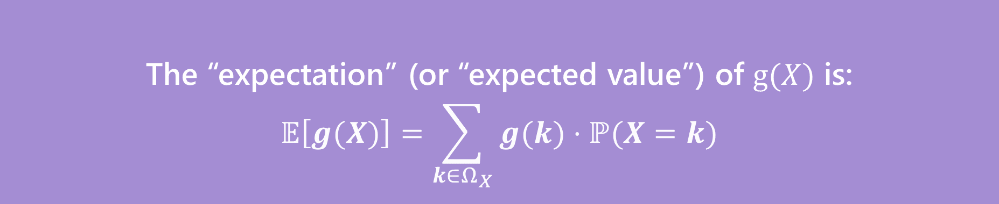 The “expectation” (or “expected value”) of g(X) is:
𝔼[g(X)] = ∑ g(k) · ℙ(X = k)
k∈Ω_X